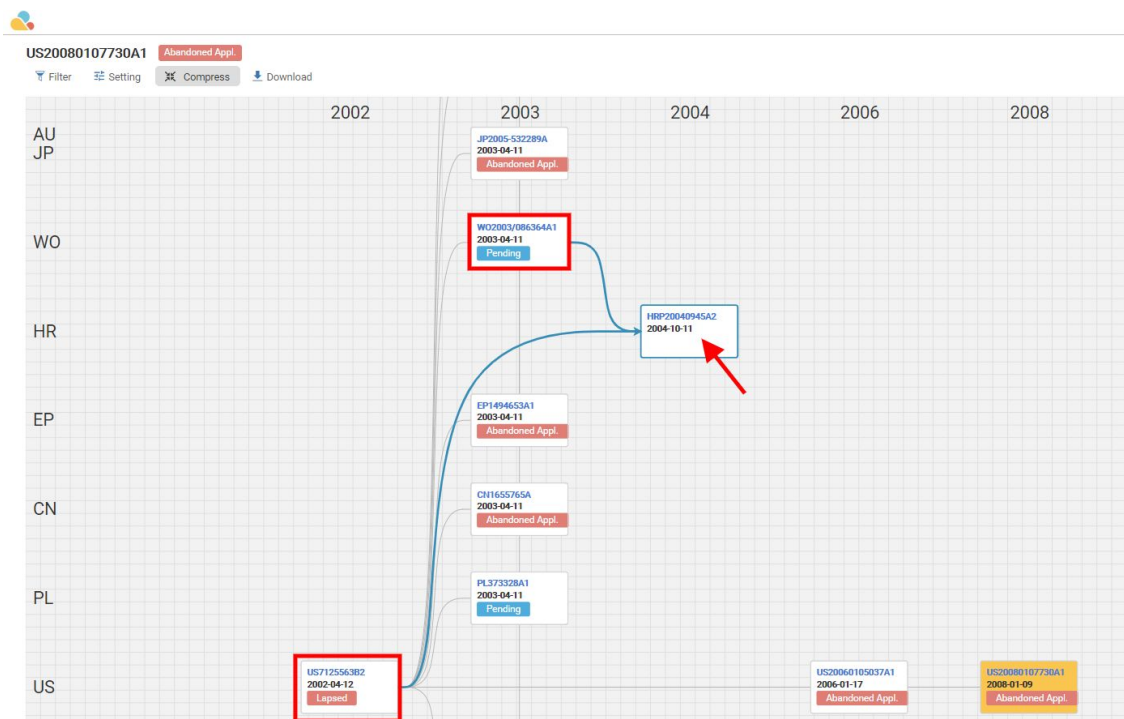 US20080107730A1 Abandoned Appl.
Filter Setting Compress Download
2002 2003 2004 2006 2008
AU
JP
JP2005-532289A
2003-04-11
Abandoned Appl.
WO
WO2003/086364A1
2003-04-11
Pending
HR
HRP20040945A2
2004-10-11
EP
EP1494653A1
2003-04-11
Abandoned Appl.
CN
CN1655765A
2003-04-11
Abandoned Appl.
PL
PL373328A1
2003-04-11
Pending
US
US7125563B2
2002-04-12
Lapsed
US20060105037A1
2006-01-17
Abandoned Appl.
US20080107730A1
2008-01-09
Abandoned Appl.